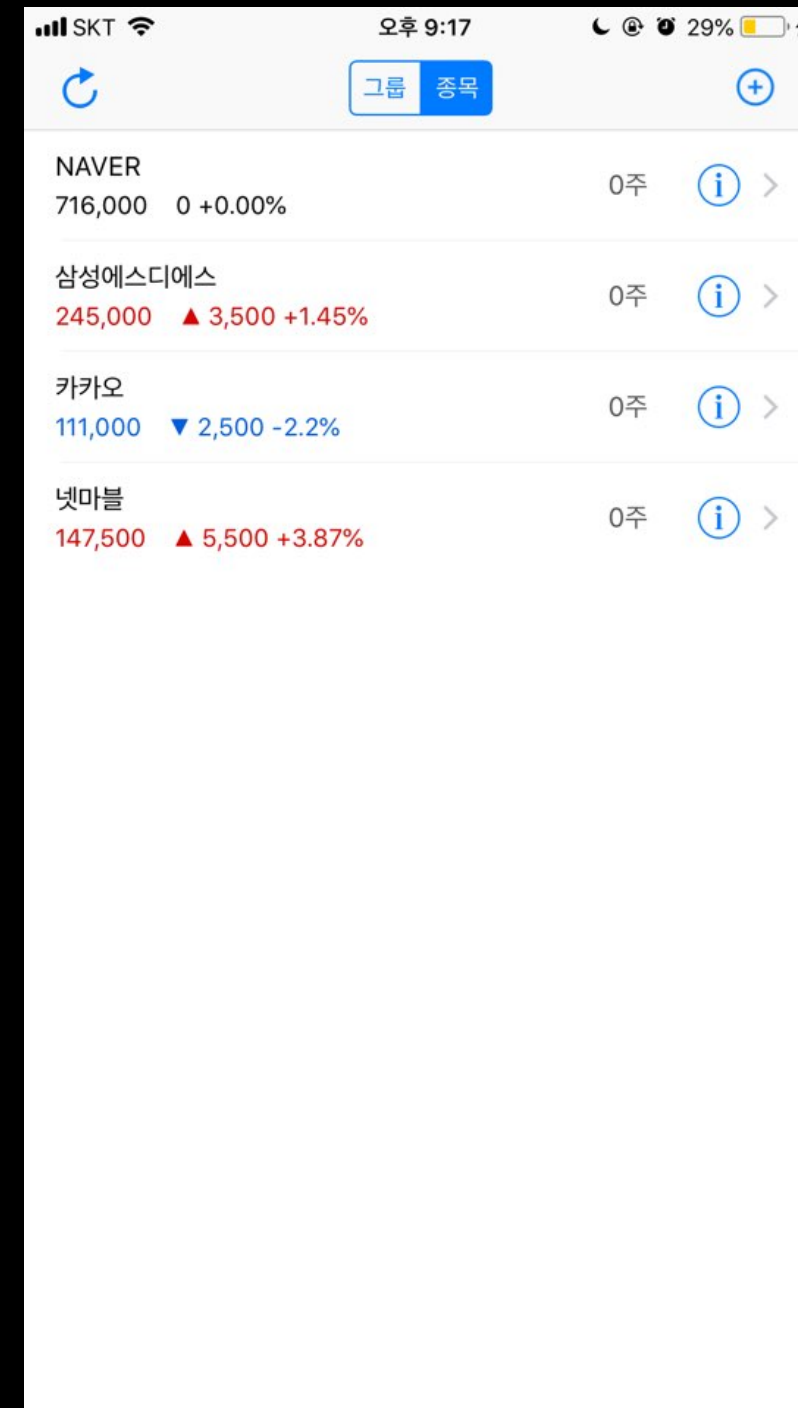 SKT 오후 9:17 29%
그룹 종목
NAVER
716,000 0 +0.00%
0주
삼성에스디에스
245,000 ▲ 3,500 +1.45%
0주
카카오
111,000 ▼ 2,500 -2.2%
0주
넷마블
147,500 ▲ 5,500 +3.87%
0주